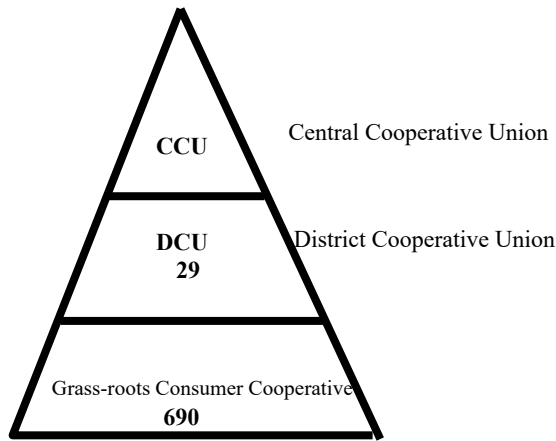 CCU
Central Cooperative Union
DCU
29
District Cooperative Union
Grass-roots Consumer Cooperative
690